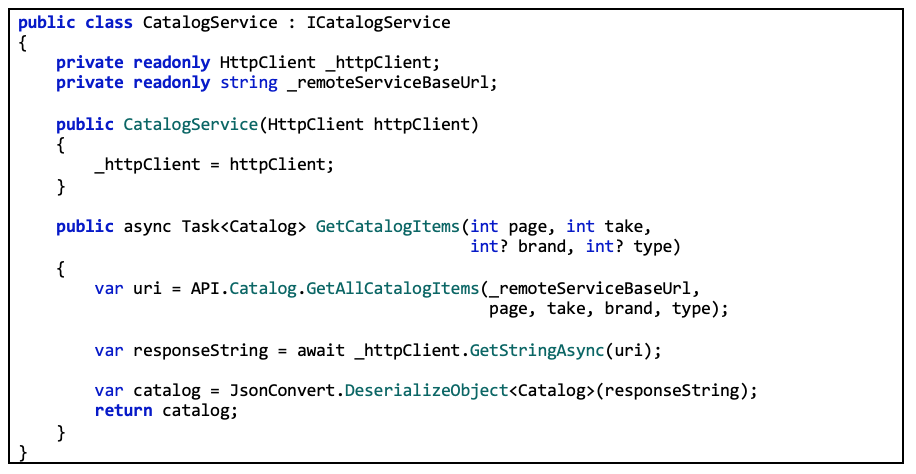 public class CatalogService : ICatalogService
{
    private readonly HttpClient _httpClient;
    private readonly string _remoteServiceBaseUrl;

    public CatalogService(HttpClient httpClient)
    {
        _httpClient = httpClient;
    }

    public async Task<Catalog> GetCatalogItems(int page, int take,
                                               int? brand, int? type)
    {
        var uri = API.Catalog.GetAllCatalogItems(_remoteServiceBaseUrl,
                                                 page, take, brand, type);

        var responseString = await _httpClient.GetStringAsync(uri);

        var catalog = JsonConvert.DeserializeObject<Catalog>(responseString);
        return catalog;
    }
}